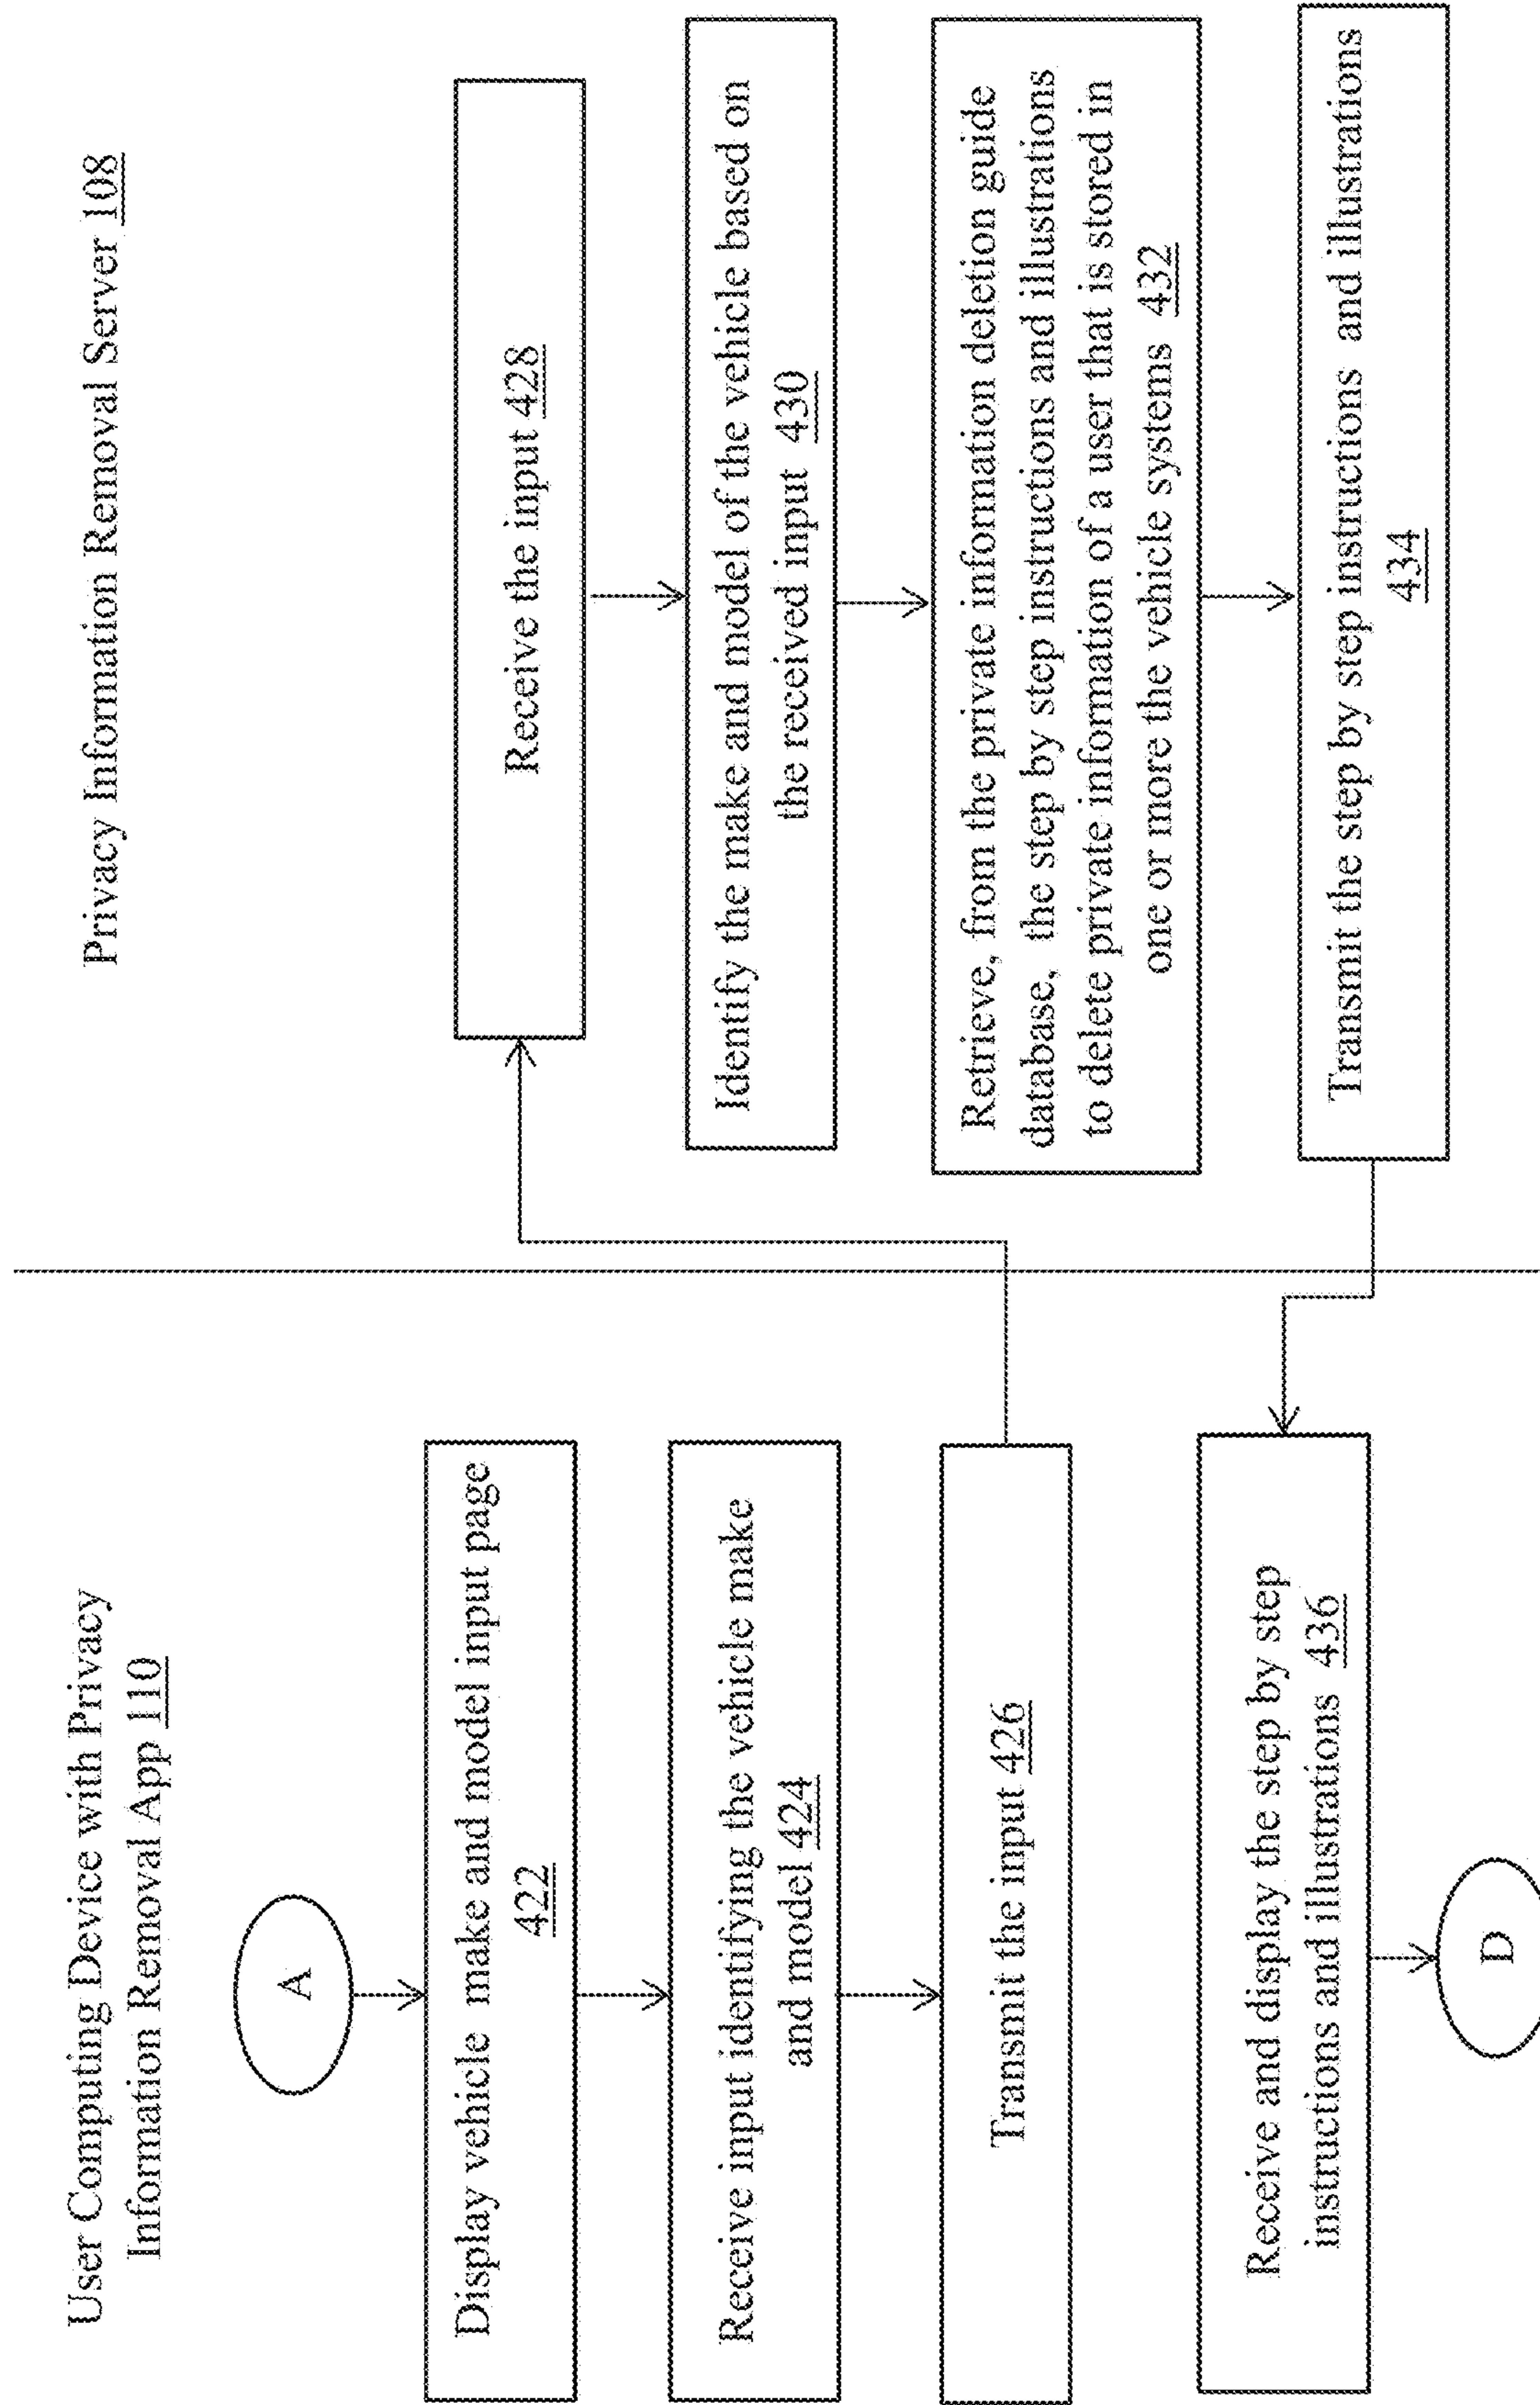 User Computing Device with Privacy
Information Removal App 110
A
Display vehicle make and model input page
422
Receive input identifying the vehicle make
and model 424
Transmit the input 426
Receive and display the step by step
instructions and illustrations 436
D
Privacy Information Removal Server 108
Receive the input 428
Identify the make and model of the vehicle based on
the received input 430
Retrieve, from the private information deletion guide
database, the step by step instructions and illustrations
to delete private information of a user that is stored in
one or more the vehicle systems 432
Transmit the step by step instructions and illustrations
434